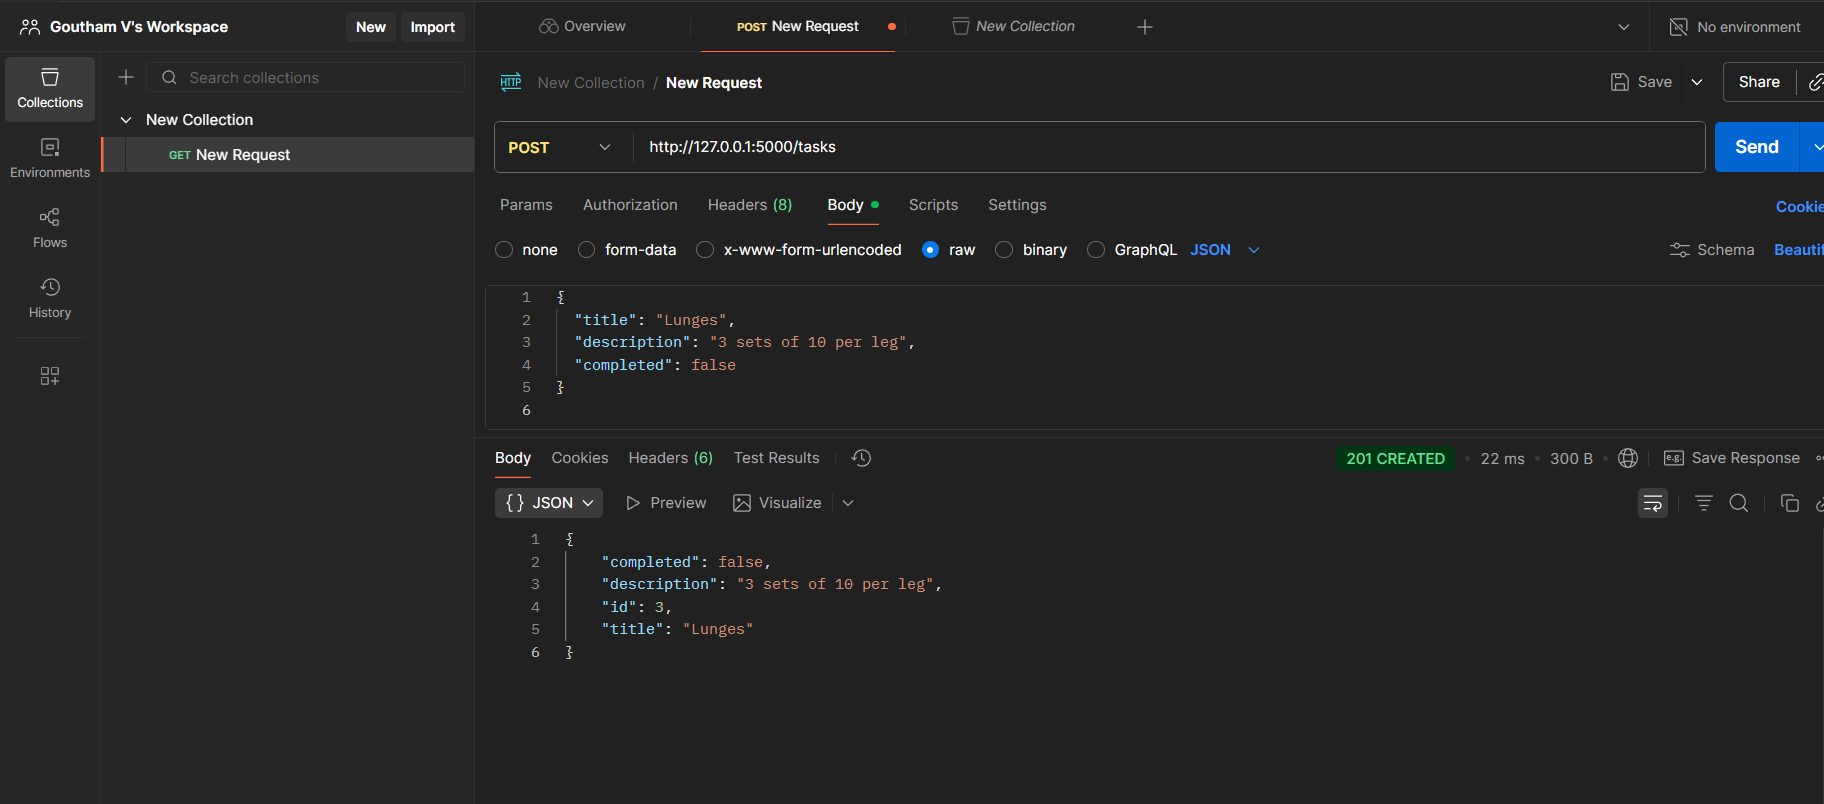 Goutham V's Workspace
New
Import
Overview
POST New Request
New Collection
No environment
Collections
Environments
Flows
History
Search collections
New Collection
GET New Request
HTTP
New Collection / New Request
Save
Share
POST
http://127.0.0.1:5000/tasks
Send
Params
Authorization
Headers (8)
Body
Scripts
Settings
Cookie
none
form-data
x-www-form-urlencoded
raw
binary
GraphQL
JSON
Schema
Beautif
1 {
2 "title": "Lunges",
3 "description": "3 sets of 10 per leg",
4 "completed": false
5 }
6
Body
Cookies
Headers (6)
Test Results
201 CREATED
22 ms
300 B
e.g. Save Response
{} JSON
Preview
Visualize
1 {
2 "completed": false,
3 "description": "3 sets of 10 per leg",
4 "id": 3,
5 "title": "Lunges"
6 }